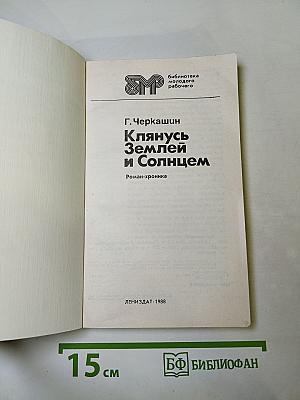 БМР
библиотека
молодого
рабочего
Г. Черкашин
Клянусь
Землей
и Солнцем
Роман-хроника
ЛЕНИЗДАТ·1988
15 см
БФ БИБЛИОФАН